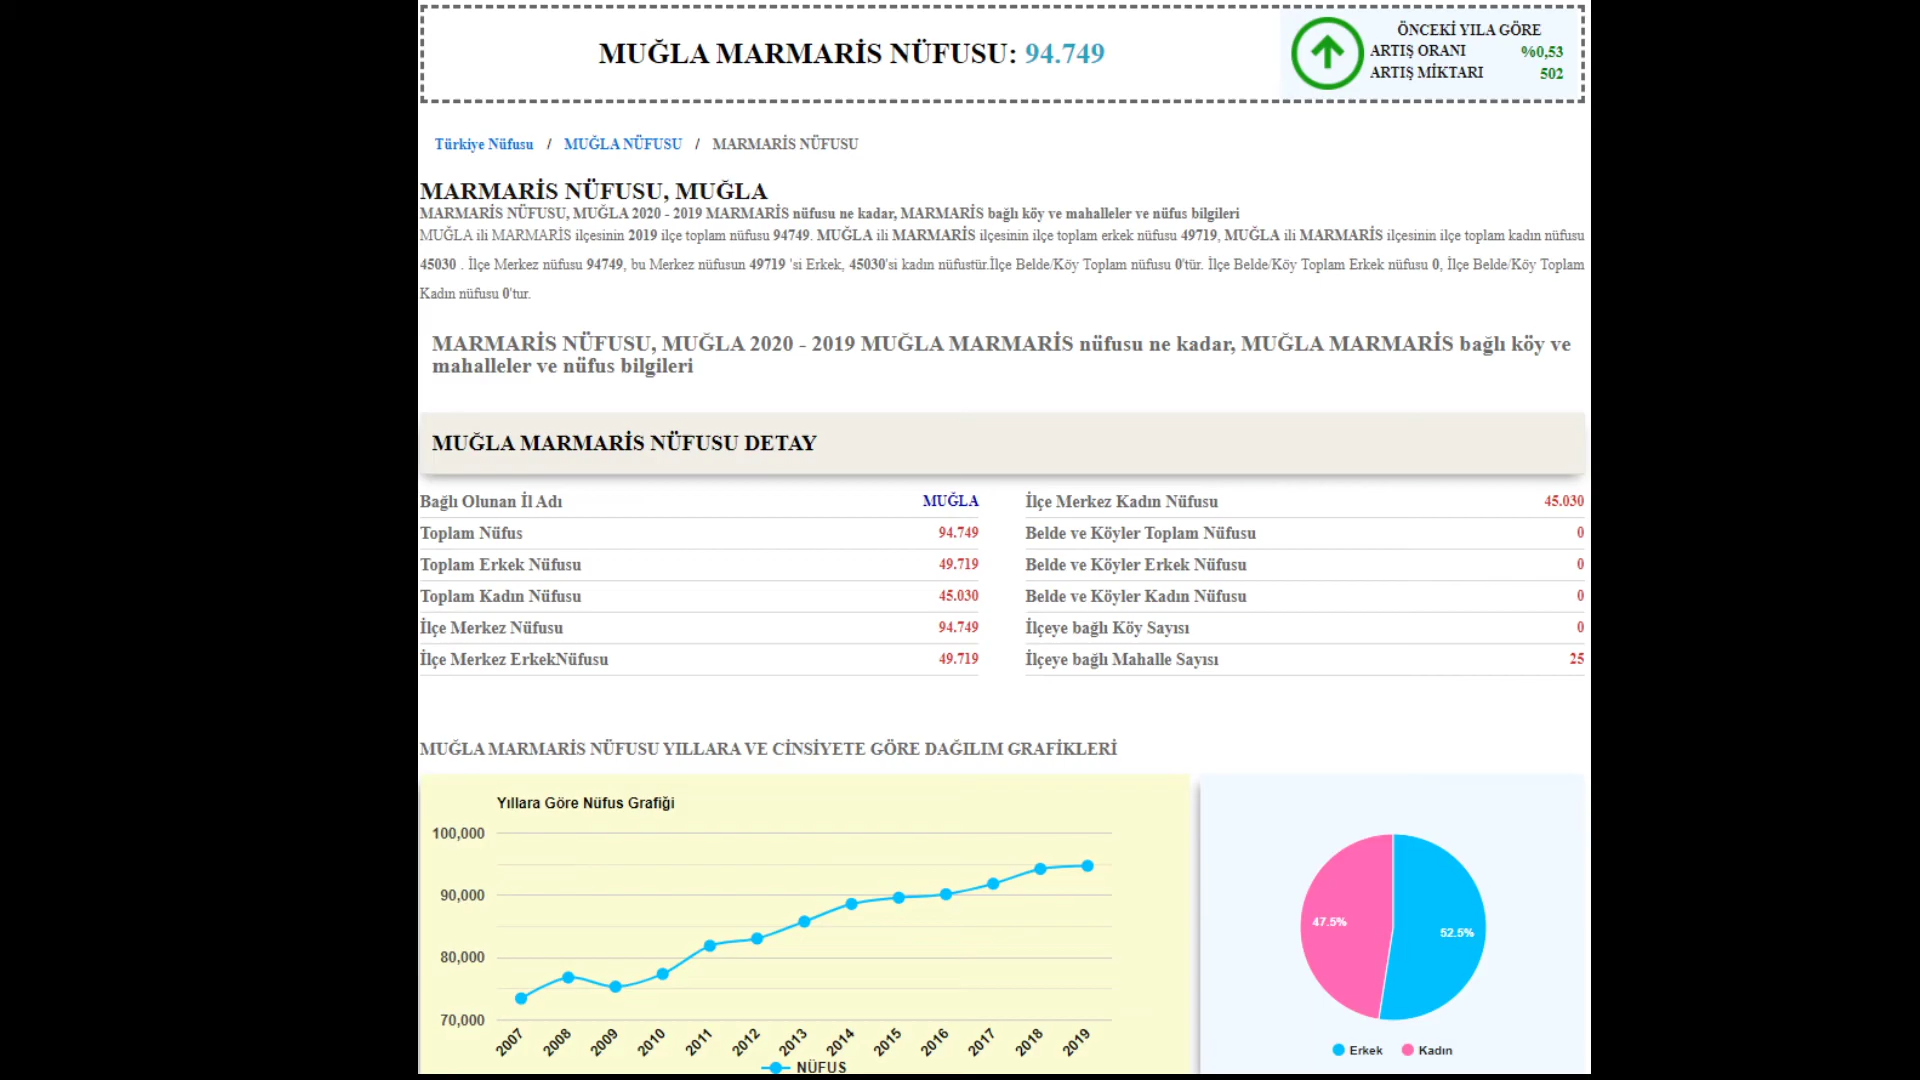 MUĞLA MARMARİS NÜFUSU: 94.749
ÖNCEKİ YILA GÖRE
ARTIŞ ORANI %0,53
ARTIŞ MİKTARI 502
Türkiye Nüfusu / MUĞLA NÜFUSU / MARMARİS NÜFUSU
MARMARİS NÜFUSU, MUĞLA
MARMARİS NÜFUSU, MUĞLA 2020 - 2019 MARMARİS nüfusu ne kadar, MARMARİS bağlı köy ve mahalleler ve nüfus bilgileri
MUĞLA ili MARMARİS ilçesinin 2019 ilçe toplam nüfusu 94749. MUĞLA ili MARMARİS ilçesinin ilçe toplam erkek nüfusu 49719, MUĞLA ili MARMARİS ilçesinin ilçe toplam kadın nüfusu
45030 . İlçe Merkez nüfusu 94749, bu Merkez nüfusun 49719 'si Erkek, 45030'si kadın nüfustür.İlçe Belde/Köy Toplam nüfusu 0'tür. İlçe Belde/Köy Toplam Erkek nüfusu 0, İlçe Belde/Köy Toplam
Kadın nüfusu 0'tur.
MARMARİS NÜFUSU, MUĞLA 2020 - 2019 MUĞLA MARMARİS nüfusu ne kadar, MUĞLA MARMARİS bağlı köy ve
mahalleler ve nüfus bilgileri
MUĞLA MARMARİS NÜFUSU DETAY
Bağlı Olunan İl Adı MUĞLA
Toplam Nüfus 94.749
Toplam Erkek Nüfusu 49.719
Toplam Kadın Nüfusu 45.030
İlçe Merkez Nüfusu 94.749
İlçe Merkez ErkekNüfusu 49.719
İlçe Merkez Kadın Nüfusu 45.030
Belde ve Köyler Toplam Nüfusu 0
Belde ve Köyler Erkek Nüfusu 0
Belde ve Köyler Kadın Nüfusu 0
İlçeye bağlı Köy Sayısı 0
İlçeye bağlı Mahalle Sayısı 25
MUĞLA MARMARİS NÜFUSU YILLARA VE CİNSİYETE GÖRE DAĞILIM GRAFİKLERİ
Yıllara Göre Nüfus Grafiği
100,000
90,000
80,000
70,000
2007 2008 2009 2010 2011 2012 2013 2014 2015 2016 2017 2018 2019
NÜFUS
47.5%
52.5%
Erkek Kadın